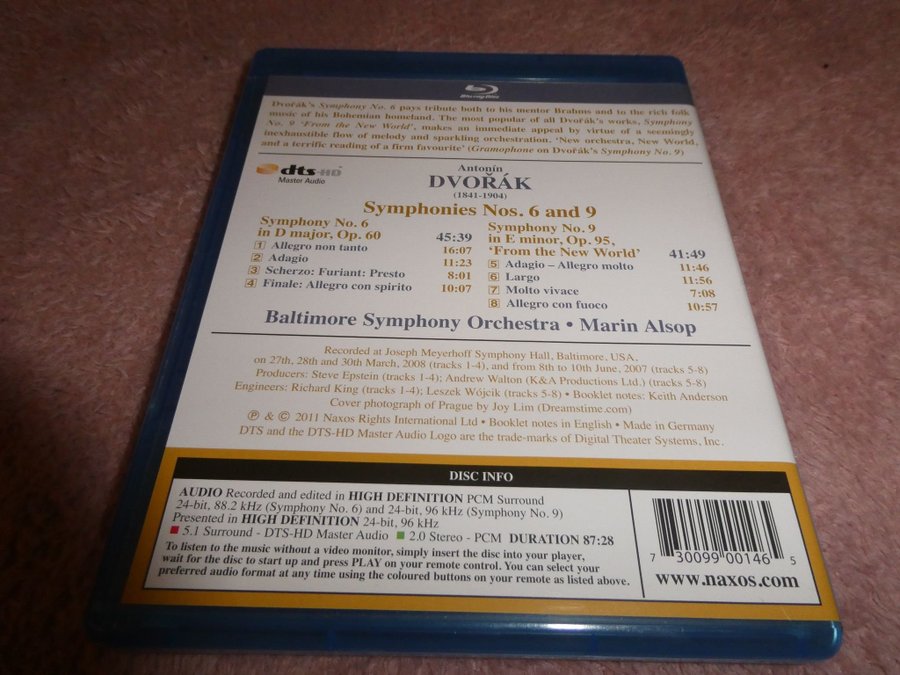 Blu-ray Disc
Dvořák's Symphony No. 6 pays tribute both to his mentor Brahms and to the rich folk
music of his Bohemian homeland. The most popular of all Dvořák's works, Symphony
No. 9 'From the New World', makes an immediate appeal by virtue of a seemingly
inexhaustible flow of melody and sparkling orchestration. 'New orchestra, New World,
and a terrific reading of a firm favourite' (Gramophone on Dvořák's Symphony No. 9)
dts-HD
Master Audio
Antonín
DVOŘÁK
(1841-1904)
Symphonies Nos. 6 and 9
Symphony No. 6
in D major, Op. 60 45:39
1 Allegro non tanto 16:07
2 Adagio 11:23
3 Scherzo: Furiant: Presto 8:01
4 Finale: Allegro con spirito 10:07
Symphony No. 9
in E minor, Op. 95,
'From the New World' 41:49
5 Adagio – Allegro molto 11:46
6 Largo 11:56
7 Molto vivace 7:08
8 Allegro con fuoco 10:57
Baltimore Symphony Orchestra • Marin Alsop
Recorded at Joseph Meyerhoff Symphony Hall, Baltimore, USA,
on 27th, 28th and 30th March, 2008 (tracks 1-4), and from 8th to 10th June, 2007 (tracks 5-8)
Producers: Steve Epstein (tracks 1-4); Andrew Walton (K&A Productions Ltd.) (tracks 5-8)
Engineers: Richard King (tracks 1-4); Leszek Wójcik (tracks 5-8) • Booklet notes: Keith Anderson
Cover photograph of Prague by Joy Lim (Dreamstime.com)
℗ & © 2011 Naxos Rights International Ltd • Booklet notes in English • Made in Germany
DTS and the DTS-HD Master Audio Logo are the trade-marks of Digital Theater Systems, Inc.
DISC INFO
AUDIO Recorded and edited in HIGH DEFINITION PCM Surround
24-bit, 88.2 kHz (Symphony No. 6) and 24-bit, 96 kHz (Symphony No. 9)
Presented in HIGH DEFINITION 24-bit, 96 kHz
5.1 Surround - DTS-HD Master Audio 2.0 Stereo - PCM DURATION 87:28
To listen to the music without a video monitor, simply insert the disc into your player,
wait for the disc to start up and press PLAY on your remote control. You can select your
preferred audio format at any time using the coloured buttons on your remote as listed above.
7 30099 00146 5
www.naxos.com